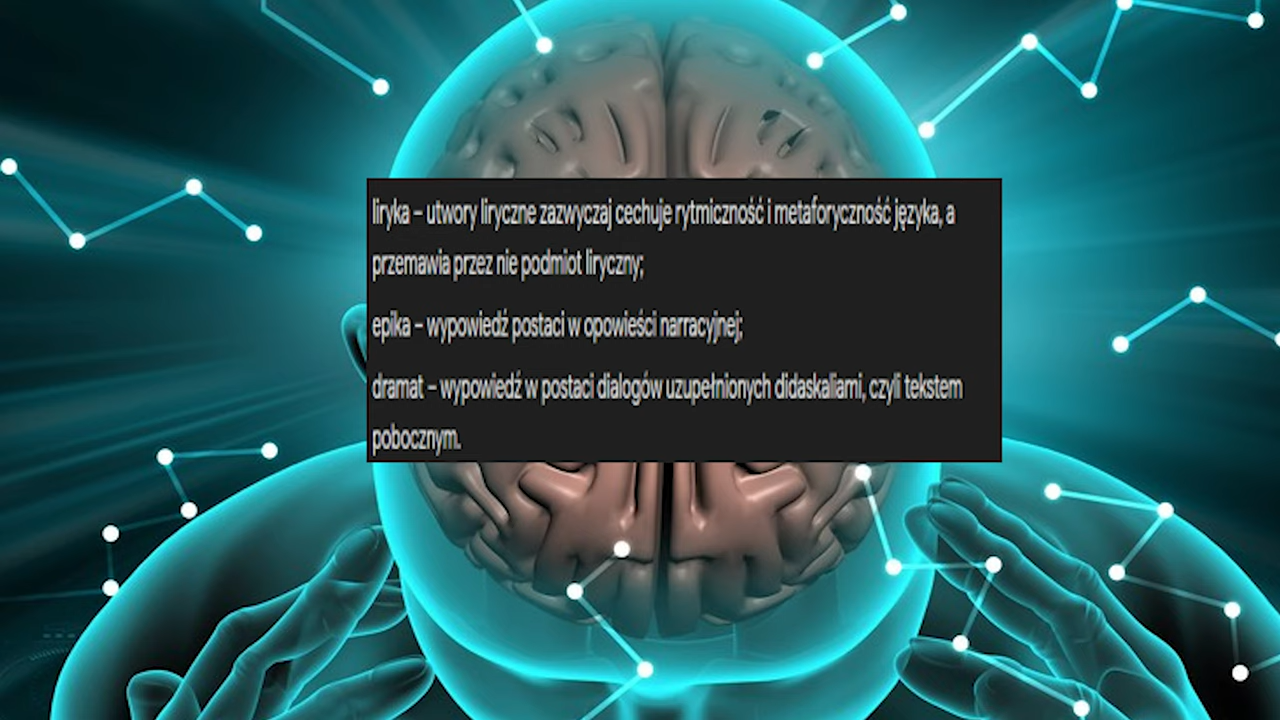 liryka – utwory liryczne zazwyczaj cechuje rytmiczność i metaforyczność języka, a
przemawia przez nie podmiot liryczny;
epika – wypowiedź postaci w opowieści narracyjnej;
dramat – wypowiedź w postaci dialogów uzupełnionych didaskaliami, czyli tekstem
pobocznym.